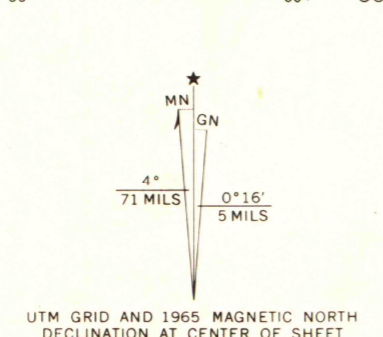 MN
GN
4°
71 MILS
0°16'
5 MILS
UTM GRID AND 1965 MAGNETIC NORTH
DECLINATION AT CENTER OF SHEET